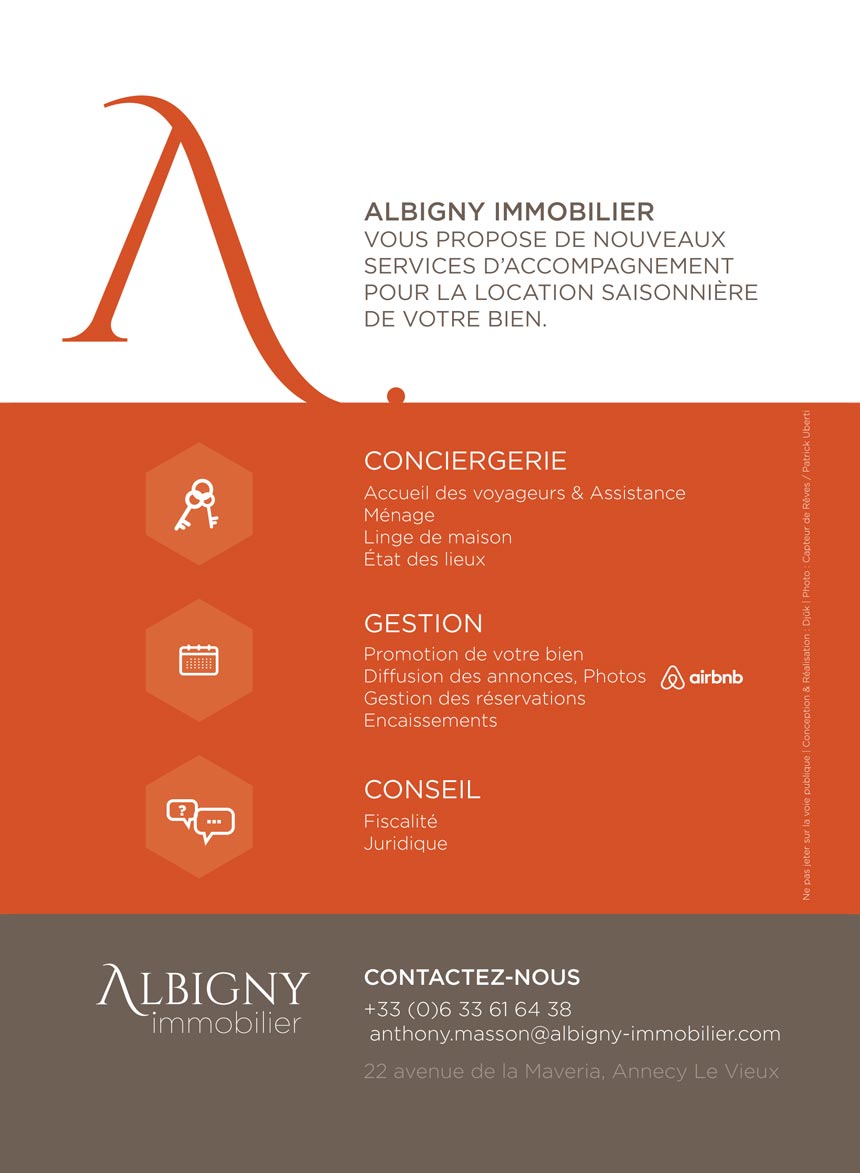 ALBIGNY IMMOBILIER
VOUS PROPOSE DE NOUVEAUX
SERVICES D’ACCOMPAGNEMENT
POUR LA LOCATION SAISONNIÈRE
DE VOTRE BIEN.
CONCIERGERIE
Accueil des voyageurs & Assistance
Ménage
Linge de maison
État des lieux
GESTION
Promotion de votre bien
Diffusion des annonces, Photos airbnb
Gestion des réservations
Encaissements
CONSEIL
Fiscalité
Juridique
Ne pas jeter sur la voie publique | Conception & Réalisation : Djük | Photo : Capteur de Rêves / Patrick Uberti
ALBIGNY
immobilier
CONTACTEZ-NOUS
+33 (0)6 33 61 64 38
anthony.masson@albigny-immobilier.com
22 avenue de la Maveria, Annecy Le Vieux